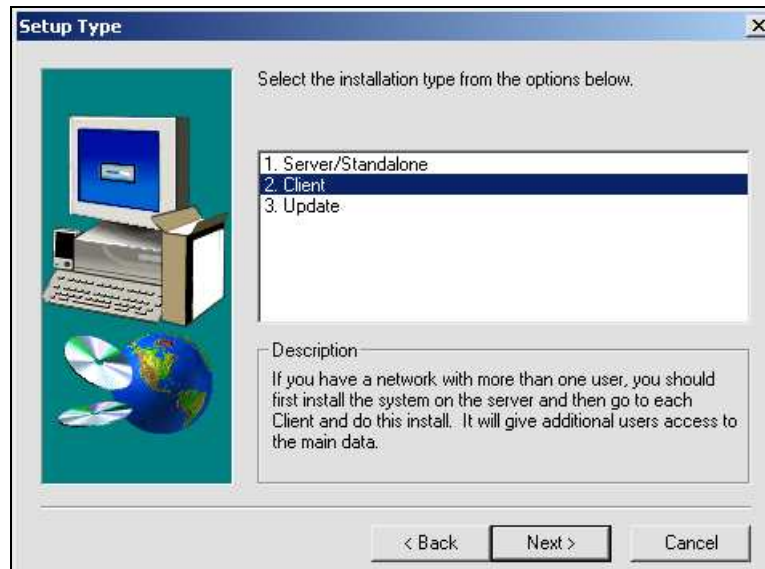 Setup Type
Select the installation type from the options below.
1. Server/Standalone
2. Client
3. Update
Description
If you have a network with more than one user, you should
first install the system on the server and then go to each
Client and do this install.  It will give additional users access to
the main data.
< Back
Next >
Cancel